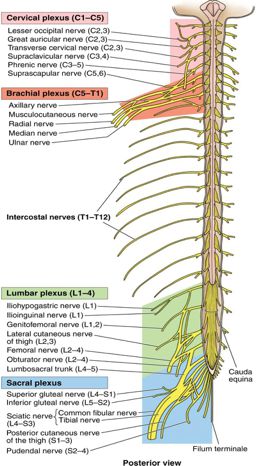 Cervical plexus (C1–C5)
Lesser occipital nerve (C2,3)
Great auricular nerve (C2,3)
Transverse cervical nerve (C2,3)
Supraclavicular nerve (C3,4)
Phrenic nerve (C3–5)
Suprascapular nerve (C5,6)
Brachial plexus (C5–T1)
Axillary nerve
Musculocutaneous nerve
Radial nerve
Median nerve
Ulnar nerve
Intercostal nerves (T1–T12)
Lumbar plexus (L1–4)
Iliohypogastric nerve (L1)
Ilioinguinal nerve (L1)
Genitofemoral nerve (L1,2)
Lateral cutaneous nerve
of thigh (L2,3)
Femoral nerve (L2–4)
Obturator nerve (L2–4)
Lumbosacral trunk (L4–5)
Cauda
equina
Sacral plexus
Superior gluteal nerve (L4–S1)
Inferior gluteal nerve (L5–S2)
Sciatic nerve
(L4–S3)
Common fibular nerve
Tibial nerve
Posterior cutaneous nerve
of the thigh (S1–3)
Pudendal nerve (S2–4)
Filum terminale
Posterior view